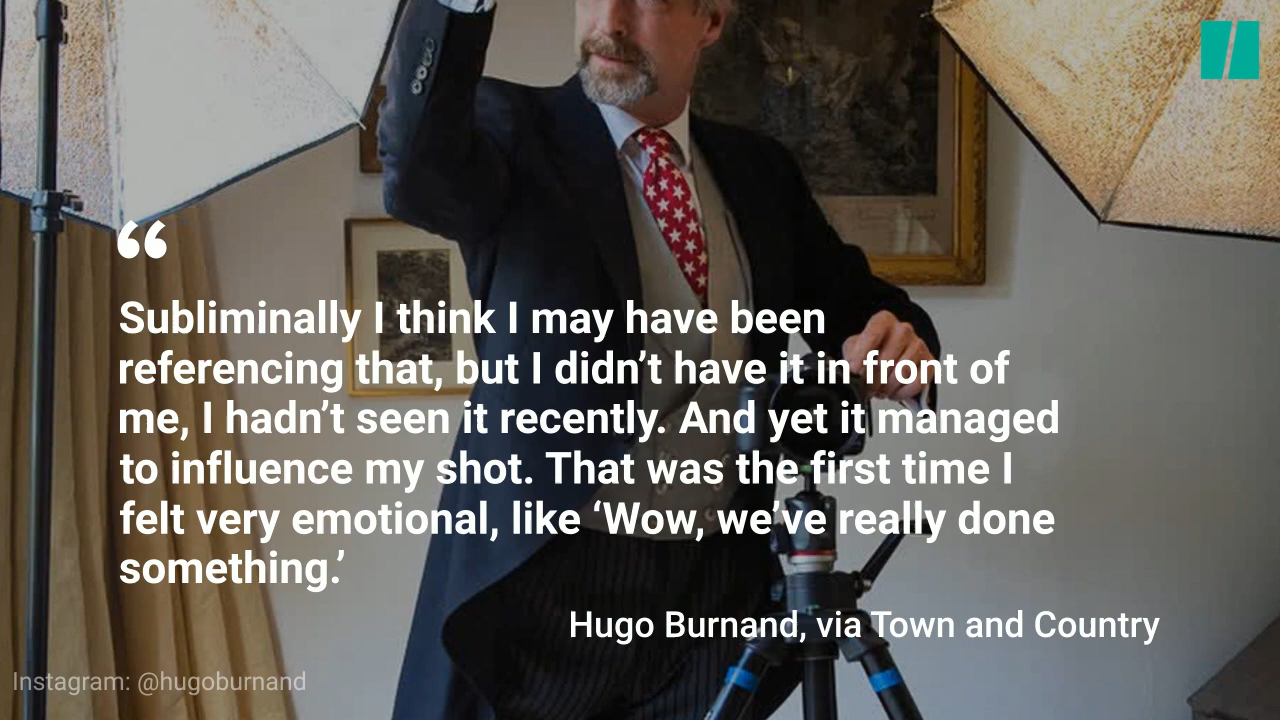 “
Subliminally I think I may have been
referencing that, but I didn’t have it in front of
me, I hadn’t seen it recently. And yet it managed
to influence my shot. That was the first time I
felt very emotional, like ‘Wow, we’ve really done
something.’
Hugo Burnand, via Town and Country
Instagram: @hugoburnand